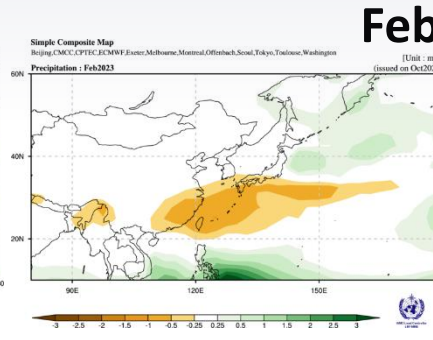 Feb
Simple Composite Map
Beijing,CMCC,CPTEC,ECMWF,Exeter,Melbourne,Montreal,Offenbach,Seoul,Tokyo,Toulouse,Washington
[Unit : m
Precipitation : Feb2023
(issued on Oct202
60N
40N
20N
0
90E
120E
150E
-3 -2.5 -2 -1.5 -1 -0.5 -0.25 0.25 0.5 1 1.5 2 2.5 3